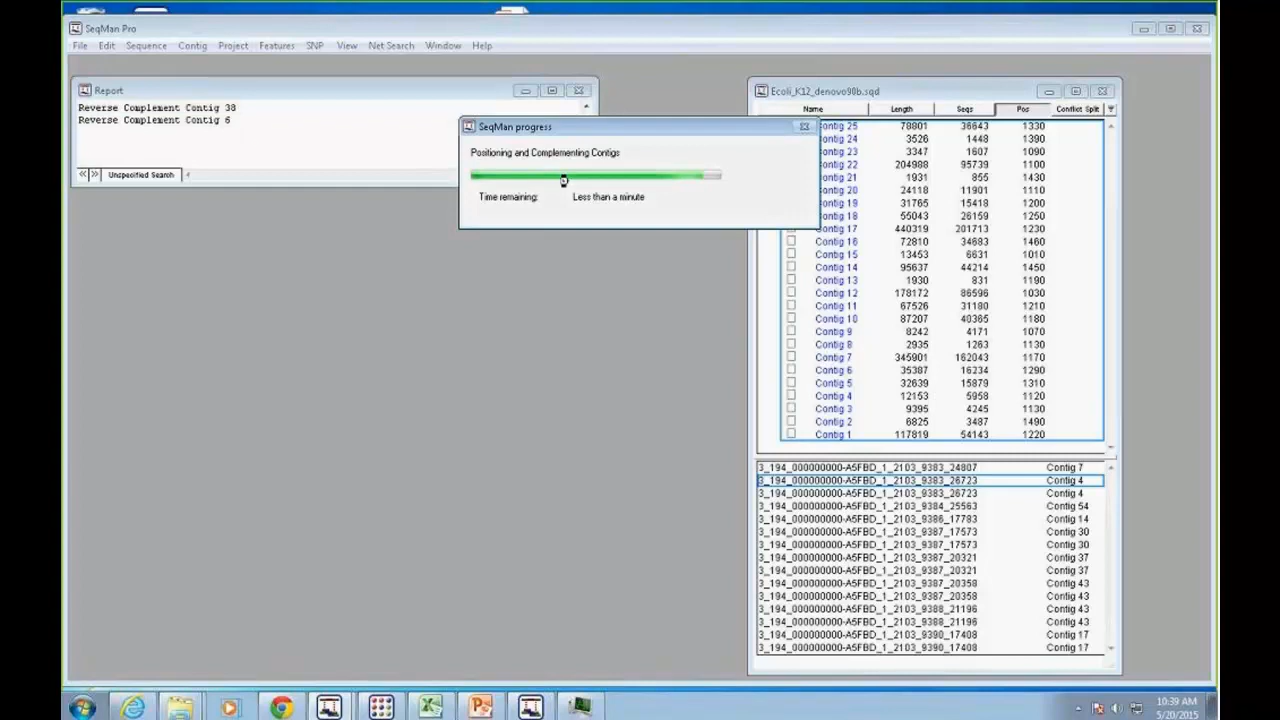 SeqMan Pro
File Edit Sequence Contig Project Features SNP View Net Search Window Help
Report
Reverse Complement Contig 38
Reverse Complement Contig 6
Unspecified Search
SeqMan progress
Positioning and Complementing Contigs
Time remaining: Less than a minute
Ecoli_K12_denovo90b.sqd
Name Length Seqs Pos Conflict Split
ontig 25 78801 36643 1330
ontig 24 3526 1448 1390
ontig 23 3347 1607 1090
ontig 22 204988 95739 1100
ontig 21 1931 855 1430
ontig 20 24118 11901 1110
ontig 19 31765 15418 1200
ontig 18 55043 26159 1250
Contig 17 440319 201713 1230
Contig 16 72810 34683 1460
Contig 15 13453 6631 1010
Contig 14 95637 44214 1450
Contig 13 1930 831 1190
Contig 12 178172 86596 1030
Contig 11 67526 31180 1210
Contig 10 87207 40365 1180
Contig 9 8242 4171 1070
Contig 8 2935 1263 1130
Contig 7 345901 162043 1170
Contig 6 35387 16234 1290
Contig 5 32639 15879 1310
Contig 4 12153 5958 1120
Contig 3 9395 4245 1130
Contig 2 6825 3487 1490
Contig 1 117819 54143 1220
3_194_000000000-A5FBD_1_2103_9383_24807 Contig 7
3_194_000000000-A5FBD_1_2103_9383_26723 Contig 4
3_194_000000000-A5FBD_1_2103_9383_26723 Contig 4
3_194_000000000-A5FBD_1_2103_9384_25563 Contig 54
3_194_000000000-A5FBD_1_2103_9386_17783 Contig 14
3_194_000000000-A5FBD_1_2103_9387_17573 Contig 30
3_194_000000000-A5FBD_1_2103_9387_17573 Contig 30
3_194_000000000-A5FBD_1_2103_9387_20321 Contig 37
3_194_000000000-A5FBD_1_2103_9387_20321 Contig 37
3_194_000000000-A5FBD_1_2103_9387_20358 Contig 43
3_194_000000000-A5FBD_1_2103_9387_20358 Contig 43
3_194_000000000-A5FBD_1_2103_9388_21196 Contig 43
3_194_000000000-A5FBD_1_2103_9388_21196 Contig 43
3_194_000000000-A5FBD_1_2103_9390_17408 Contig 17
3_194_000000000-A5FBD_1_2103_9390_17408 Contig 17
10:39 AM
5/20/2015